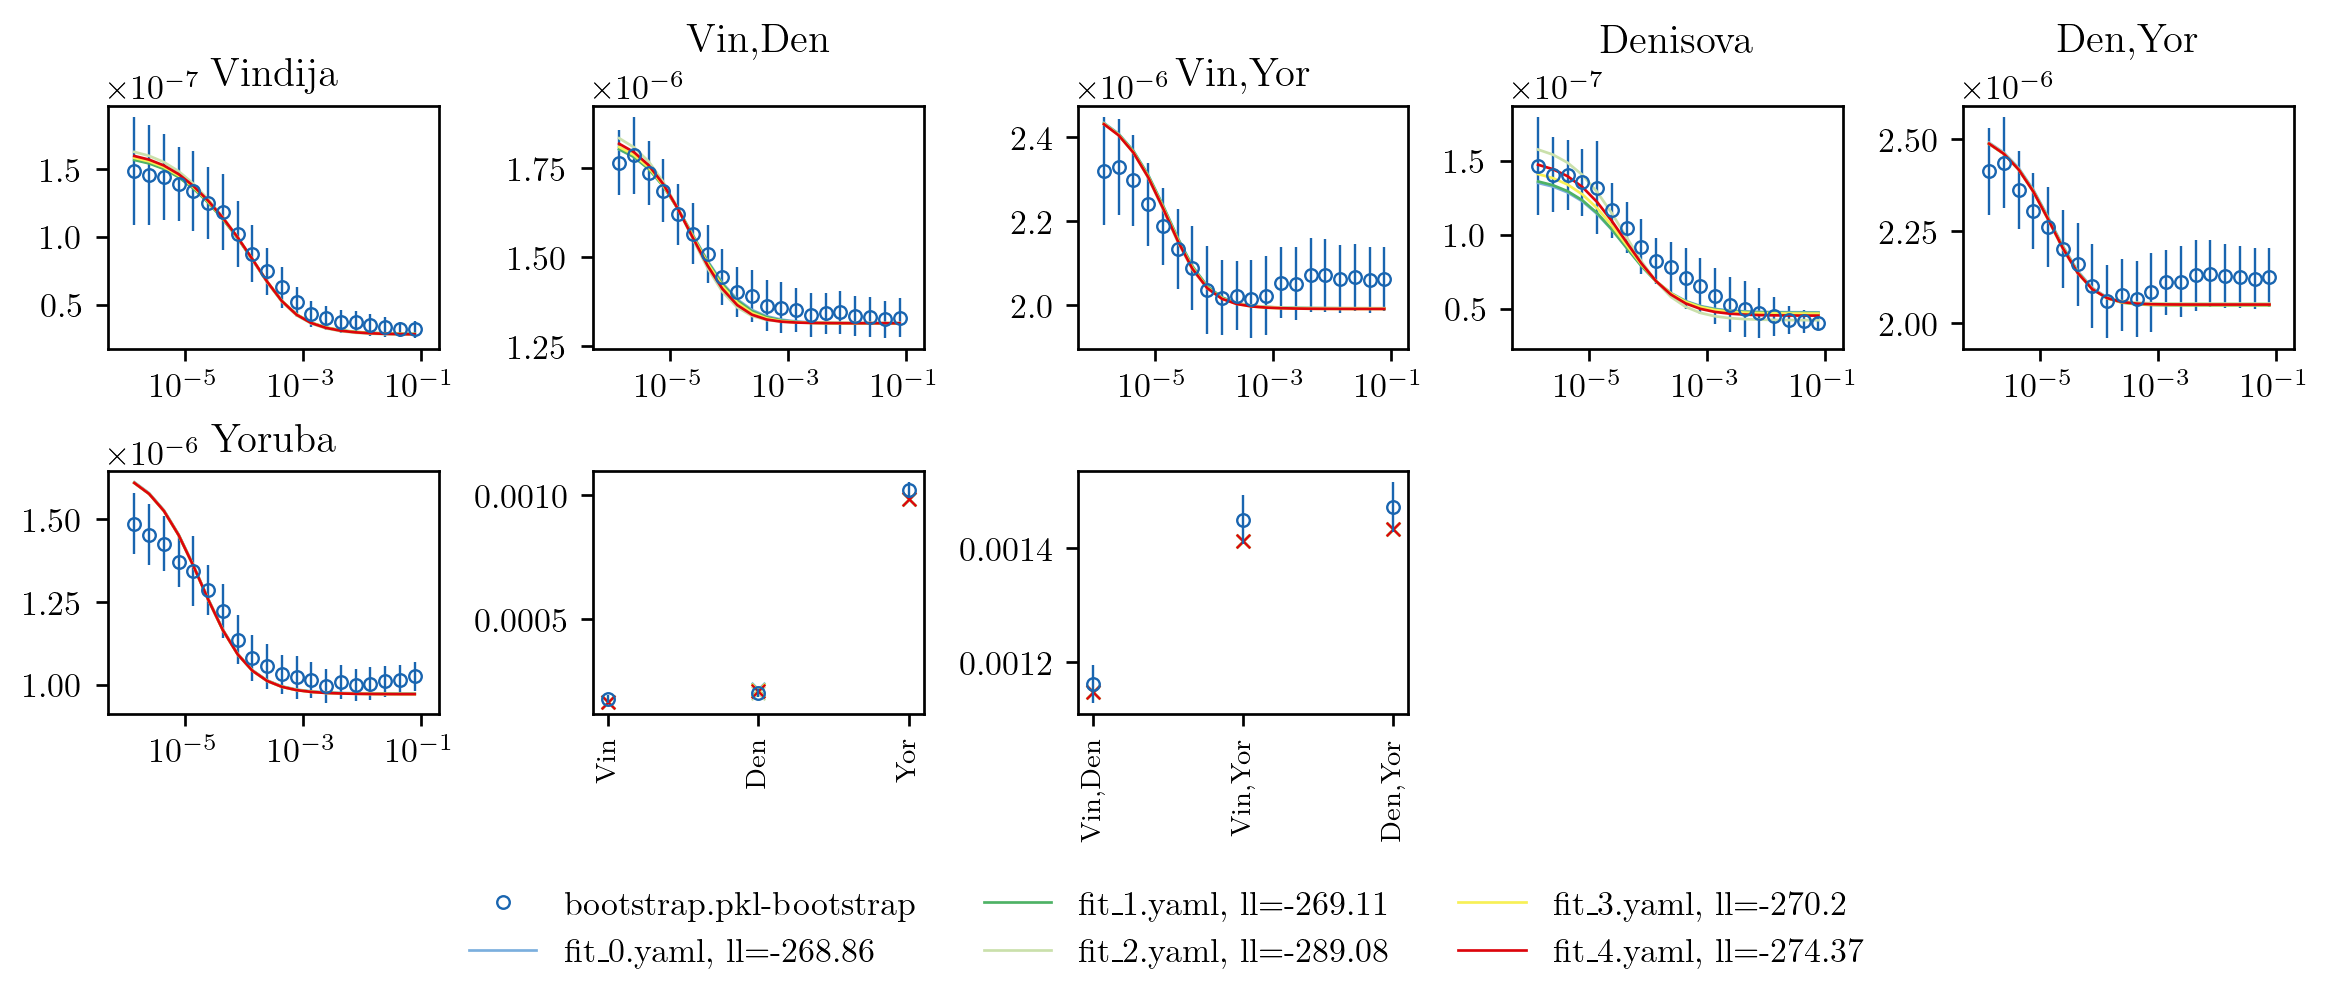 Vin,Den
Denisova
Den,Yor
×10⁻⁷ Vindija
×10⁻⁶
×10⁻⁶ Vin,Yor
×10⁻⁷
×10⁻⁶
1.5
1.0
0.5
10⁻⁵ 10⁻³ 10⁻¹
1.75
1.50
1.25
10⁻⁵ 10⁻³ 10⁻¹
2.4
2.2
2.0
10⁻⁵ 10⁻³ 10⁻¹
1.5
1.0
0.5
10⁻⁵ 10⁻³ 10⁻¹
2.50
2.25
2.00
10⁻⁵ 10⁻³ 10⁻¹
×10⁻⁶ Yoruba
1.50
1.25
1.00
10⁻⁵ 10⁻³ 10⁻¹
0.0010
0.0005
Vin
Den
Yor
0.0014
0.0012
Vin,Den
Vin,Yor
Den,Yor
bootstrap.pkl-bootstrap
fit_0.yaml, ll=-268.86
fit_1.yaml, ll=-269.11
fit_2.yaml, ll=-289.08
fit_3.yaml, ll=-270.2
fit_4.yaml, ll=-274.37